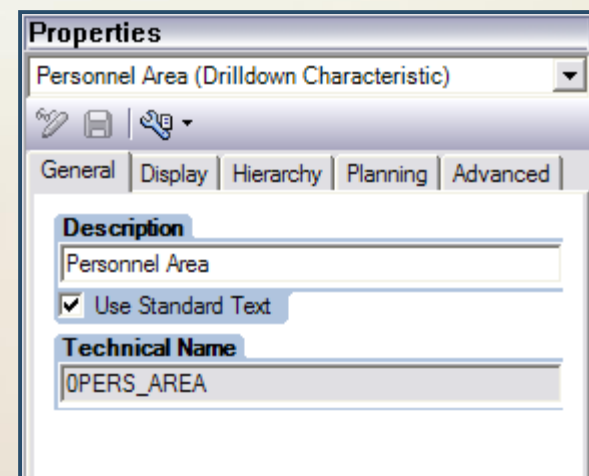 Properties
Personnel Area (Drilldown Characteristic)
General Display Hierarchy Planning Advanced
Description
Personnel Area
Use Standard Text
Technical Name
0PERS_AREA